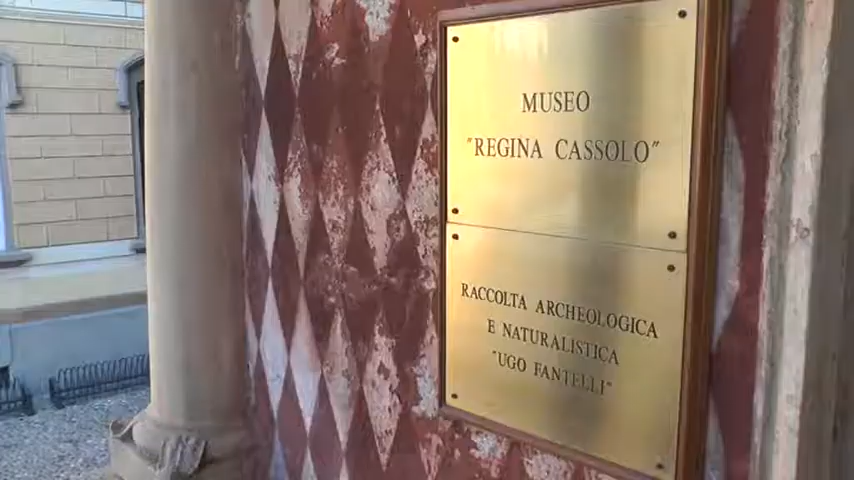 MUSEO
"REGINA CASSOLO"
RACCOLTA ARCHEOLOGICA
E NATURALISTICA
"UGO FANTELLI"